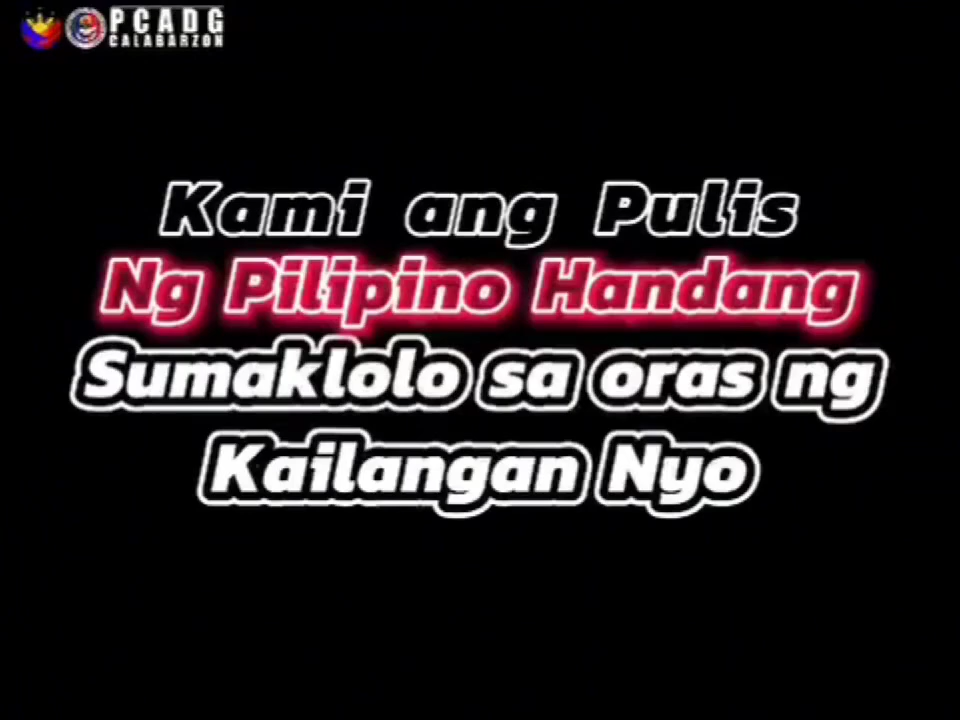 PCADG
CALABARZON
Kami ang Pulis
Ng Pilipino Handang
Sumaklolo sa oras ng
Kailangan Nyo